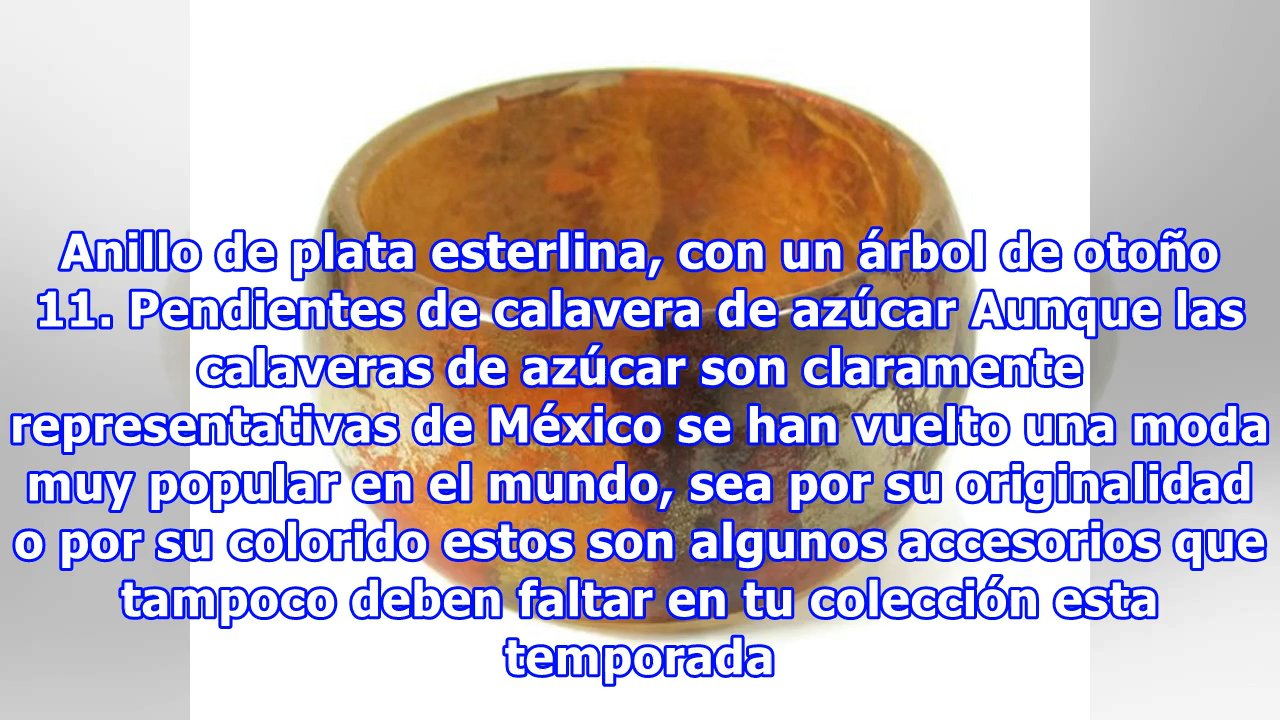 Anillo de plata esterlina, con un árbol de otoño
11. Pendientes de calavera de azúcar Aunque las
calaveras de azúcar son claramente
representativas de México se han vuelto una moda
muy popular en el mundo, sea por su originalidad
o por su colorido estos son algunos accesorios que
tampoco deben faltar en tu colección esta
temporada